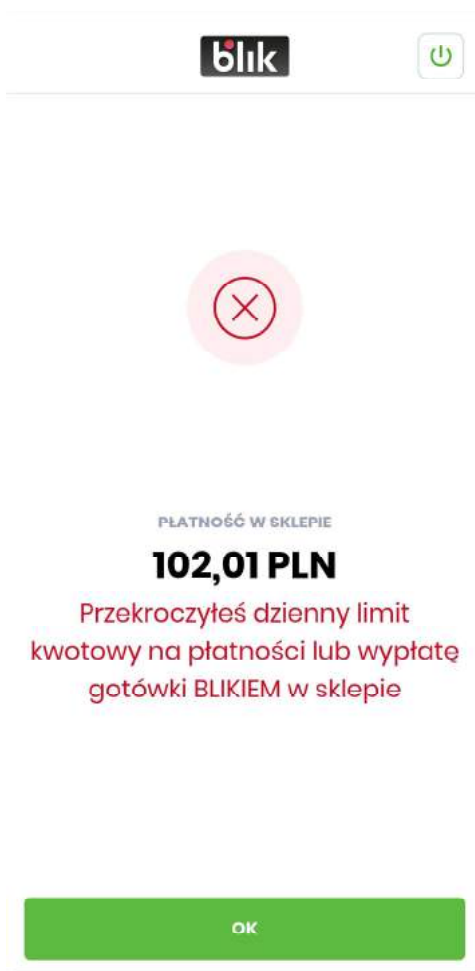 blik
PŁATNOŚĆ W SKLEPIE
102,01 PLN
Przekroczyłeś dzienny limit
kwotowy na płatności lub wypłatę
gotówki BLIKIEM w sklepie
OK